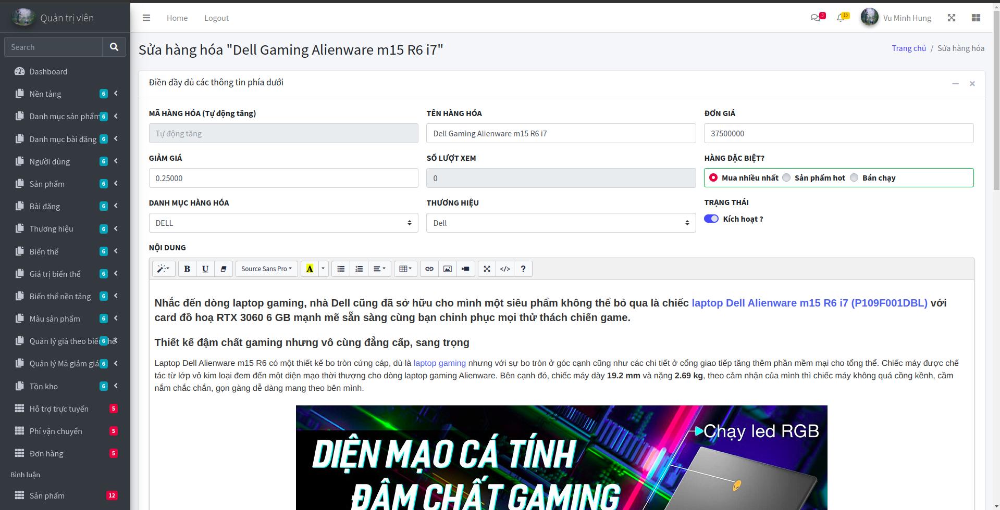 Quản trị viên
Home
Logout
3
15
Vu Minh Hung
Search
Sửa hàng hóa "Dell Gaming Alienware m15 R6 i7"
Trang chủ / Sửa hàng hóa
Dashboard
Nền tảng 6
Danh mục sản phẩm 6
Danh mục bài đăng 6
Người dùng 6
Sản phẩm 6
Bài đăng 6
Thương hiệu 6
Biến thể 6
Giá trị biến thể 6
Biến thể nền tảng 6
Màu sản phẩm 6
Quản lý giá theo biến thể 6
Quản lý Mã giảm giá 6
Tồn kho 6
Hỗ trợ trực tuyến 5
Phí vận chuyển 5
Đơn hàng 5
Bình luận
Sản phẩm 12
Điền đầy đủ các thông tin phía dưới
MÃ HÀNG HÓA (Tự động tăng)
Tự động tăng
TÊN HÀNG HÓA
Dell Gaming Alienware m15 R6 i7
ĐƠN GIÁ
37500000
GIẢM GIÁ
0.25000
SỐ LƯỢT XEM
0
HÀNG ĐẶC BIỆT?
Mua nhiều nhất Sản phẩm hot Bán chạy
DANH MỤC HÀNG HÓA
DELL
THƯƠNG HIỆU
Dell
TRẠNG THÁI
Kích hoạt ?
NỘI DUNG
B U Source Sans Pro A </> ?
Nhắc đến dòng laptop gaming, nhà Dell cũng đã sở hữu cho mình một siêu phẩm không thể bỏ qua là chiếc laptop Dell Alienware m15 R6 i7 (P109F001DBL) với
card đồ hoạ RTX 3060 6 GB mạnh mẽ sẵn sàng cùng bạn chinh phục mọi thử thách chiến game.
Thiết kế đậm chất gaming nhưng vô cùng đẳng cấp, sang trọng
Laptop Dell Alienware m15 R6 có một thiết kế bo tròn cứng cáp, dù là laptop gaming nhưng với sự bo tròn ở góc cạnh cũng như các chi tiết ở cổng giao tiếp tăng thêm phần mềm mại cho tổng thể. Chiếc máy được chế
tác từ lớp vỏ kim loại đem đến một diện mạo thời thượng cho dòng laptop gaming Alienware. Bên cạnh đó, chiếc máy dày 19.2 mm và nặng 2.69 kg, theo cảm nhận của mình thì chiếc máy không quá cồng kềnh, cầm
nắm chắc chắn, gọn gàng dễ dàng mang theo bên mình.
Chạy led RGB
DIỆN MẠO CÁ TÍNH
ĐẬM CHẤT GAMING